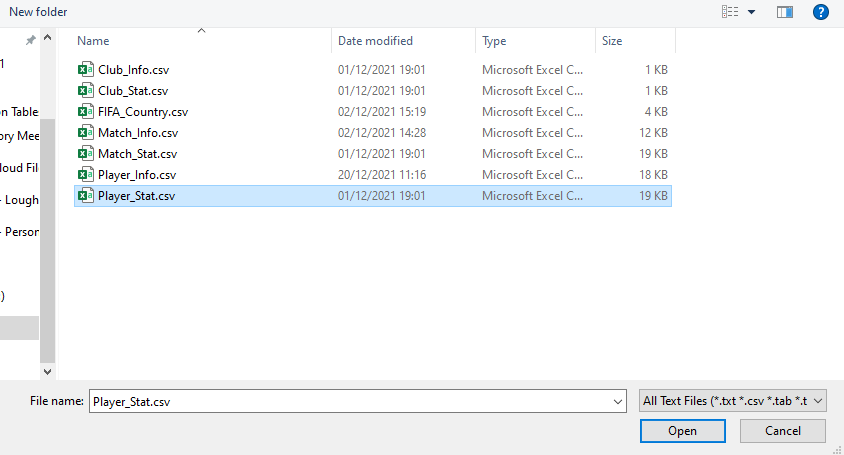 New folder
?
Name Date modified Type Size
1
Club_Info.csv 01/12/2021 19:01 Microsoft Excel C... 1 KB
Club_Stat.csv 01/12/2021 19:01 Microsoft Excel C... 1 KB
on Table
FIFA_Country.csv 02/12/2021 15:19 Microsoft Excel C... 4 KB
ory Mee
Match_Info.csv 02/12/2021 14:28 Microsoft Excel C... 12 KB
Match_Stat.csv 01/12/2021 19:01 Microsoft Excel C... 19 KB
loud Fil
Player_Info.csv 20/12/2021 11:16 Microsoft Excel C... 18 KB
- Lough
Player_Stat.csv 01/12/2021 19:01 Microsoft Excel C... 19 KB
- Person
)
File name: Player_Stat.csv All Text Files (*.txt *.csv *.tab *.t
Open Cancel